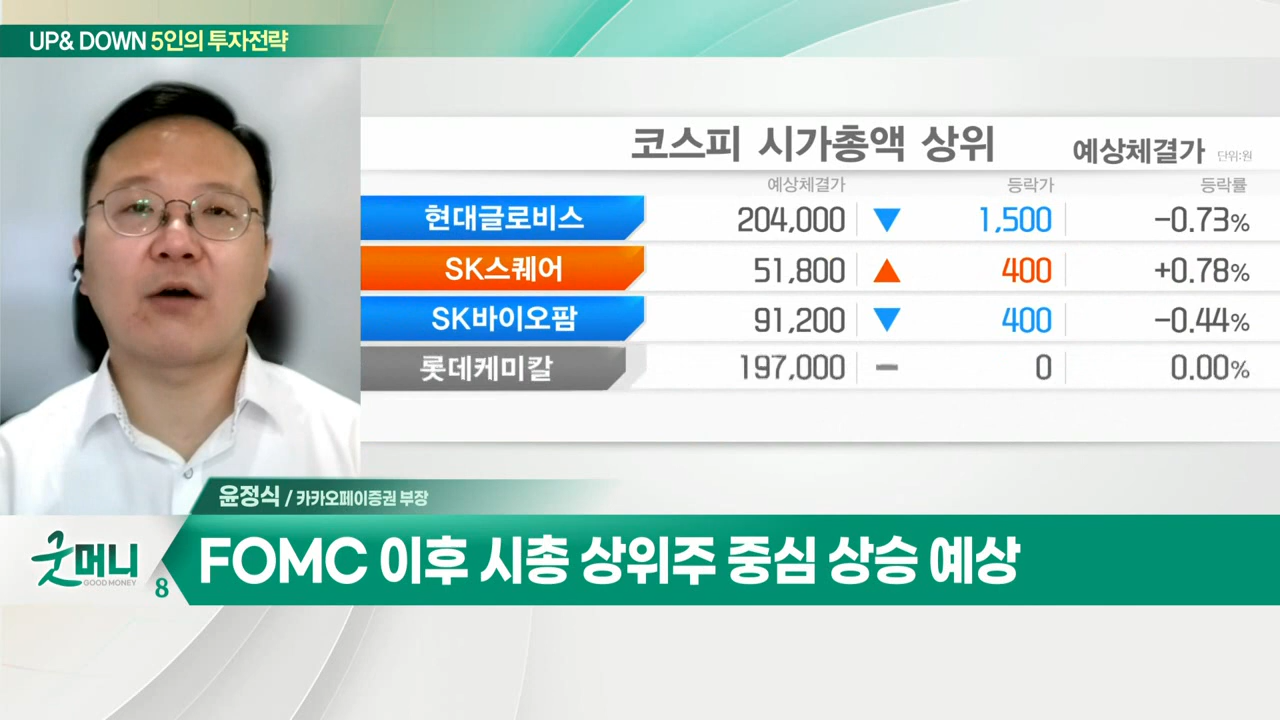 UP& DOWN 5인의 투자전략
코스피 시가총액 상위 예상체결가 단위:원
예상체결가 등락가 등락률
현대글로비스 204,000 ▼ 1,500 -0.73%
SK스퀘어 51,800 ▲ 400 +0.78%
SK바이오팜 91,200 ▼ 400 -0.44%
롯데케미칼 197,000 - 0 0.00%
윤정식 / 카카오페이증권 부장
굿머니
GOOD MONEY
8
FOMC 이후 시총 상위주 중심 상승 예상